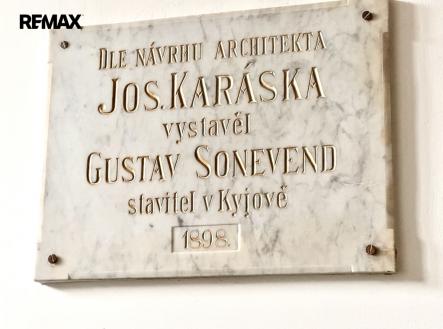 RE/MAX
DLE NÁVRHU ARCHITEKTA
JOS. KARÁSKA
vystavěl
GUSTAV SONEVEND
stavitel v Kyjově
1898.